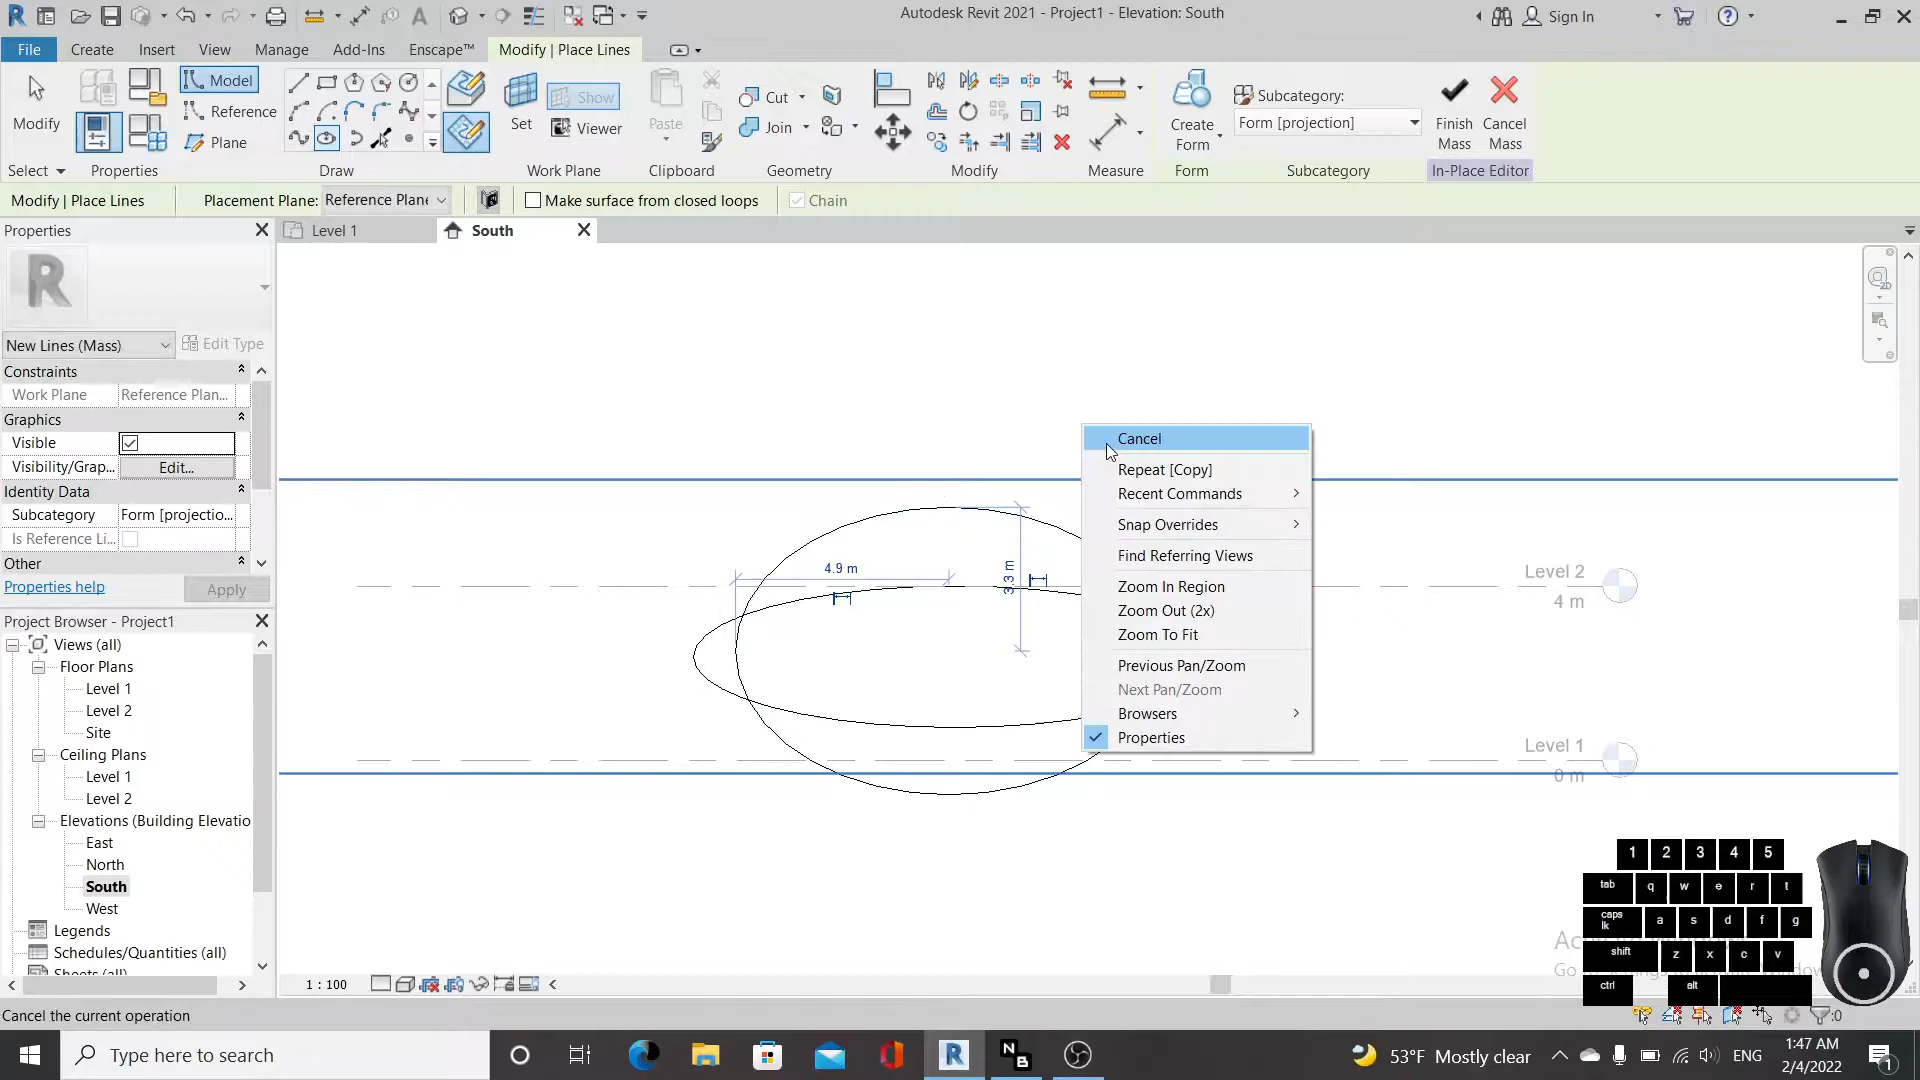 Autodesk Revit 2021 - Project1 - Elevation: South
Sign In
File Create Insert View Manage Add-Ins Enscape™ Modify | Place Lines
Model
Reference
Plane
Modify
Set
Show
Viewer
Paste
Cut
Join
Create
Form
Subcategory:
Form [projection]
Finish
Mass
Cancel
Mass
Select Properties Draw Work Plane Clipboard Geometry Modify Measure Form Subcategory In-Place Editor
Modify | Place Lines Placement Plane: Reference Plane Make surface from closed loops Chain
Properties
Level 1
South
R
New Lines (Mass) Edit Type
Constraints
Work Plane Reference Plan...
Graphics
Visible
Visibility/Grap... Edit...
Identity Data
Subcategory Form [projectio...
Is Reference Li...
Other
Properties help Apply
Project Browser - Project1
Views (all)
Floor Plans
Level 1
Level 2
Site
Ceiling Plans
Level 1
Level 2
Elevations (Building Elevatio
East
North
South
West
Legends
Schedules/Quantities (all)
Sheets (all)
4.9 m
3.3 m
Level 2
4 m
Level 1
0 m
Cancel
Repeat [Copy]
Recent Commands
Snap Overrides
Find Referring Views
Zoom In Region
Zoom Out (2x)
Zoom To Fit
Previous Pan/Zoom
Next Pan/Zoom
Browsers
Properties
2D
1 2 3 4 5
tab q w e r t
caps lk a s d f g
shift z x c v
ctrl alt
Go
1 : 100
Cancel the current operation
:0
Type here to search
R
N
B
53°F Mostly clear
ENG
1:47 AM
2/4/2022
1